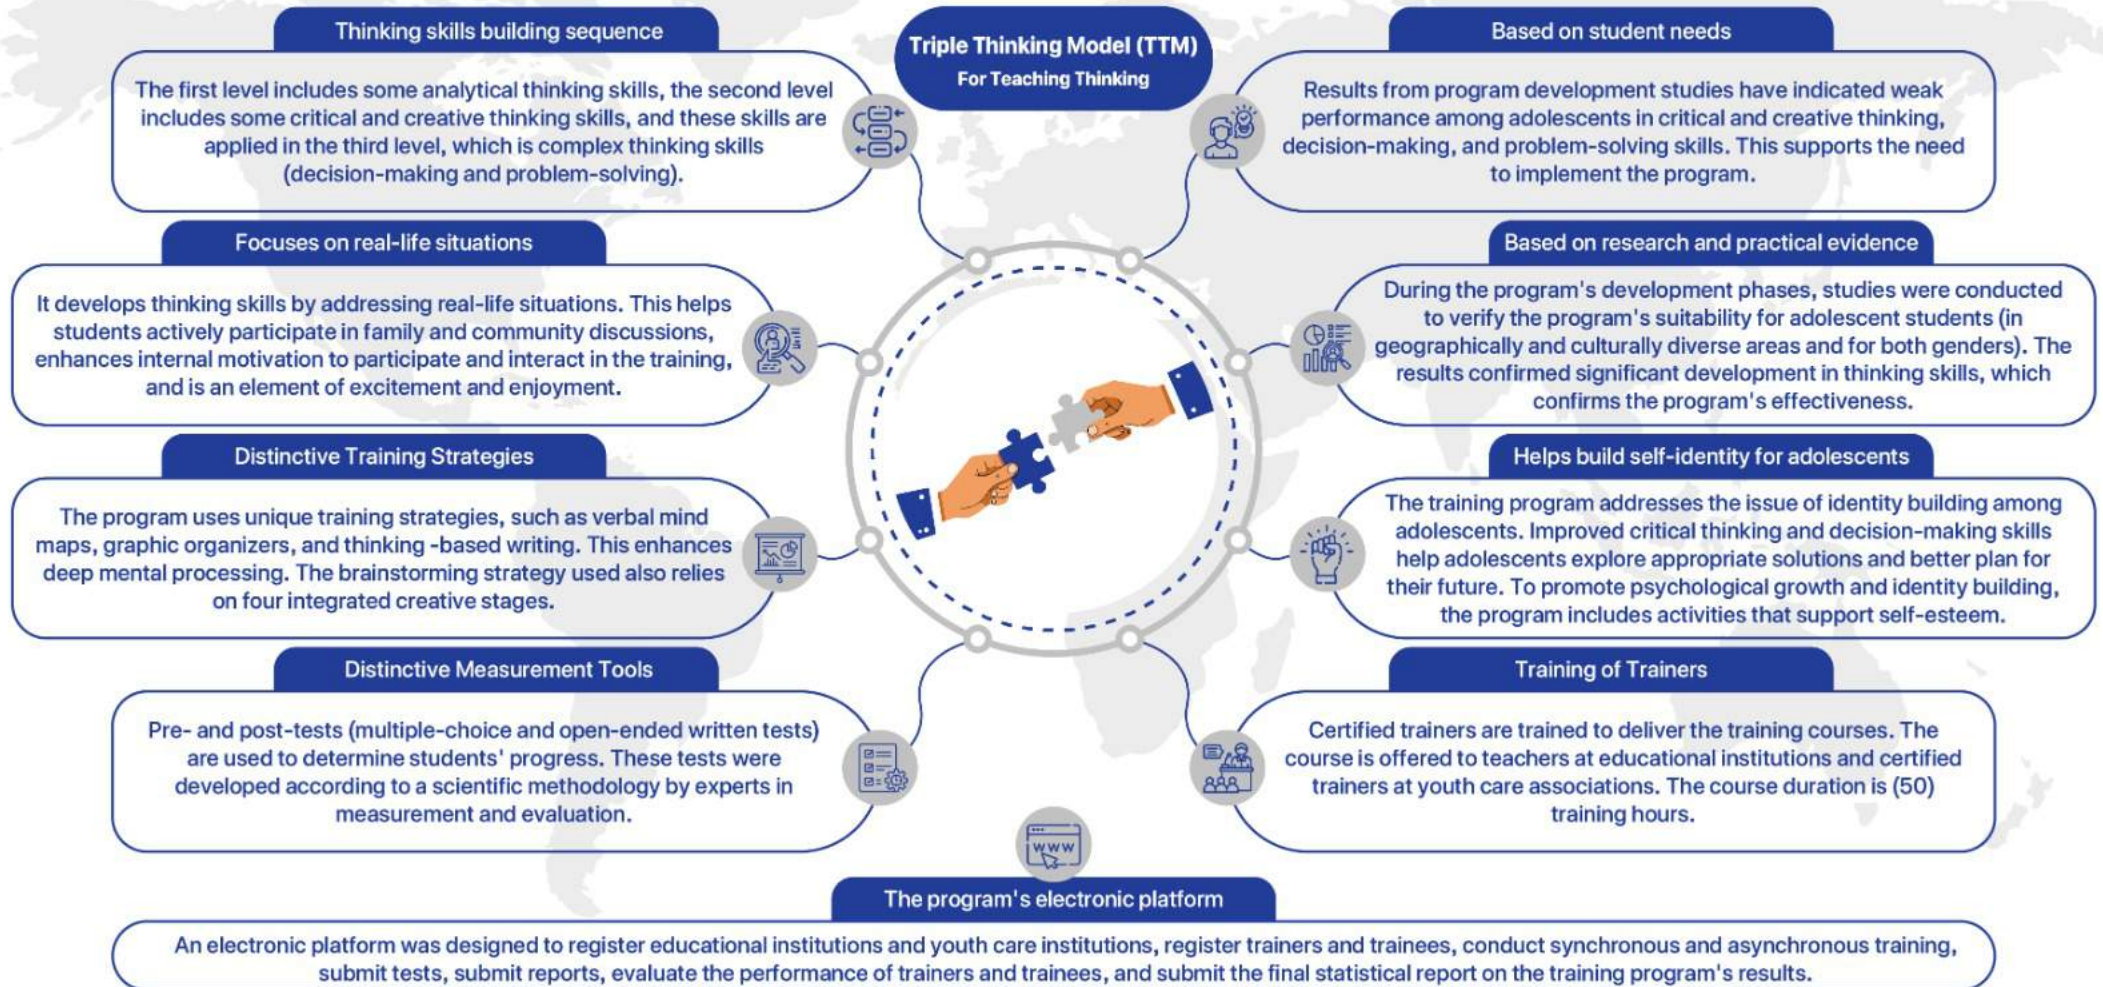 Triple Thinking Model (TTM)
For Teaching Thinking
Thinking skills building sequence
The first level includes some analytical thinking skills, the second level
includes some critical and creative thinking skills, and these skills are
applied in the third level, which is complex thinking skills
(decision-making and problem-solving).
Focuses on real-life situations
It develops thinking skills by addressing real-life situations. This helps
students actively participate in family and community discussions,
enhances internal motivation to participate and interact in the training,
and is an element of excitement and enjoyment.
Distinctive Training Strategies
The program uses unique training strategies, such as verbal mind
maps, graphic organizers, and thinking -based writing. This enhances
deep mental processing. The brainstorming strategy used also relies
on four integrated creative stages.
Distinctive Measurement Tools
Pre- and post-tests (multiple-choice and open-ended written tests)
are used to determine students' progress. These tests were
developed according to a scientific methodology by experts in
measurement and evaluation.
Based on student needs
Results from program development studies have indicated weak
performance among adolescents in critical and creative thinking,
decision-making, and problem-solving skills. This supports the need
to implement the program.
Based on research and practical evidence
During the program's development phases, studies were conducted
to verify the program's suitability for adolescent students (in
geographically and culturally diverse areas and for both genders). The
results confirmed significant development in thinking skills, which
confirms the program's effectiveness.
Helps build self-identity for adolescents
The training program addresses the issue of identity building among
adolescents. Improved critical thinking and decision-making skills
help adolescents explore appropriate solutions and better plan for
their future. To promote psychological growth and identity building,
the program includes activities that support self-esteem.
Training of Trainers
Certified trainers are trained to deliver the training courses. The
course is offered to teachers at educational institutions and certified
trainers at youth care associations. The course duration is (50)
training hours.
www
The program's electronic platform
An electronic platform was designed to register educational institutions and youth care institutions, register trainers and trainees, conduct synchronous and asynchronous training,
submit tests, submit reports, evaluate the performance of trainers and trainees, and submit the final statistical report on the training program's results.